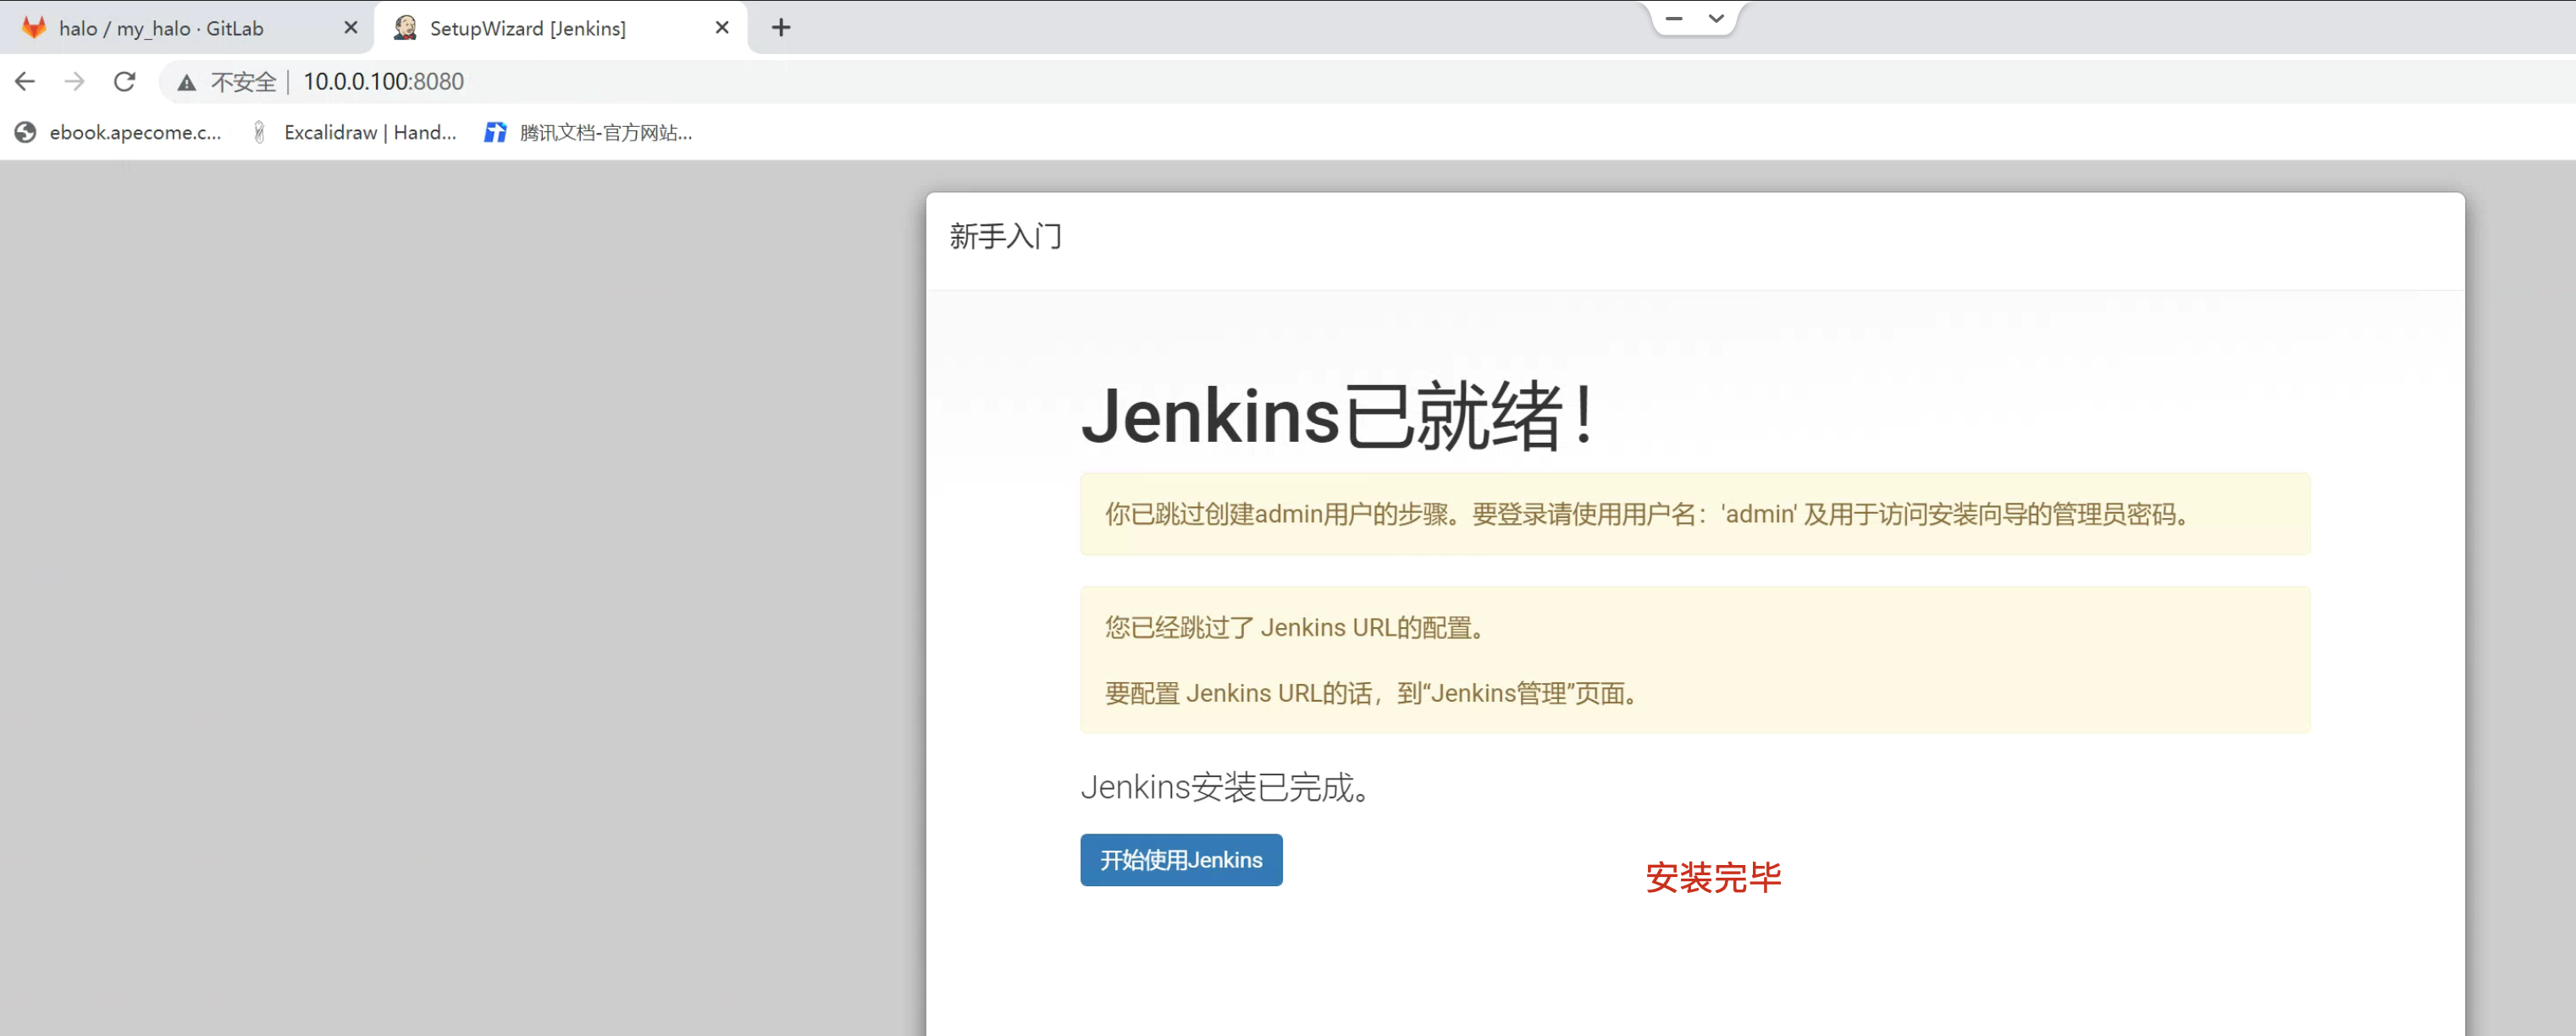 halo / my_halo · GitLab
SetupWizard [Jenkins]
不安全
10.0.0.100:8080
ebook.apecome.c...
Excalidraw | Hand...
腾讯文档-官方网站...
新手入门
Jenkins已就绪！
你已跳过创建admin用户的步骤。要登录请使用用户名：'admin' 及用于访问安装向导的管理员密码。
您已经跳过了 Jenkins URL的配置。
要配置 Jenkins URL的话，到“Jenkins管理”页面。
Jenkins安装已完成。
开始使用Jenkins
安装完毕